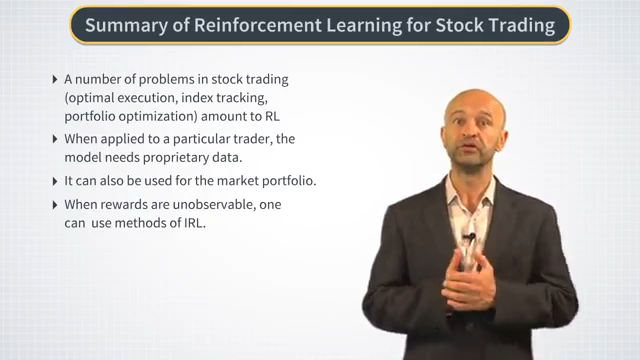 Summary of Reinforcement Learning for Stock Trading
A number of problems in stock trading
(optimal execution, index tracking,
portfolio optimization) amount to RL
When applied to a particular trader, the
model needs proprietary data.
It can also be used for the market portfolio.
When rewards are unobservable, one
can use methods of IRL.